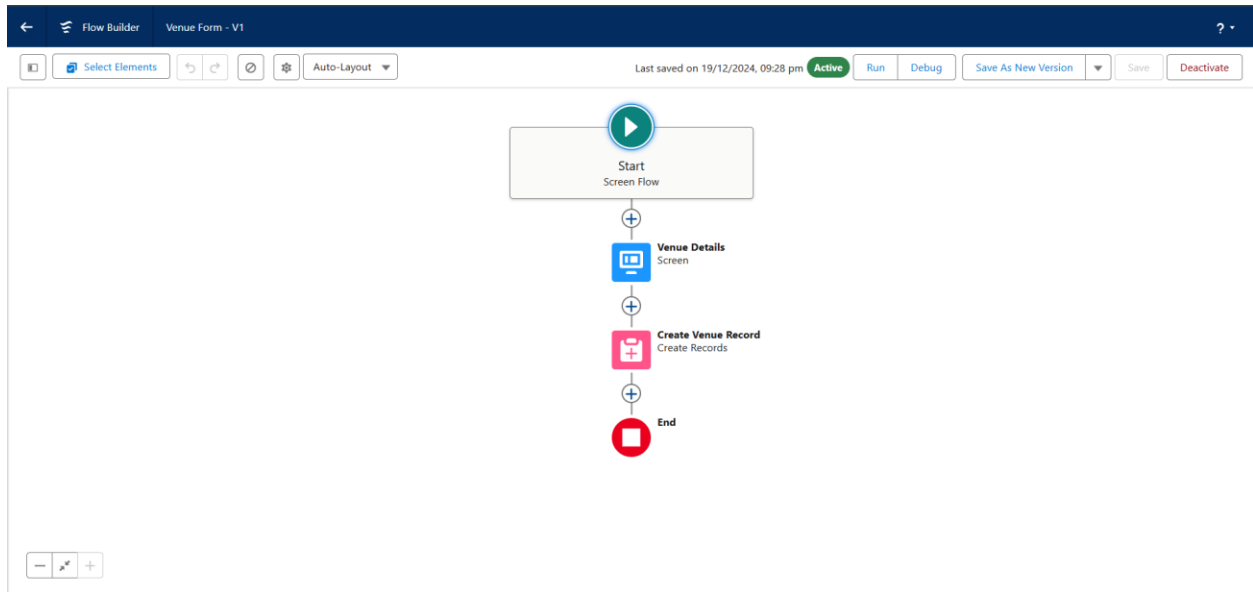 Flow Builder Venue Form - V1 ?
Select Elements Auto-Layout Last saved on 19/12/2024, 09:28 pm Active Run Debug Save As New Version Save Deactivate
Start
Screen Flow
Venue Details
Screen
Create Venue Record
Create Records
End